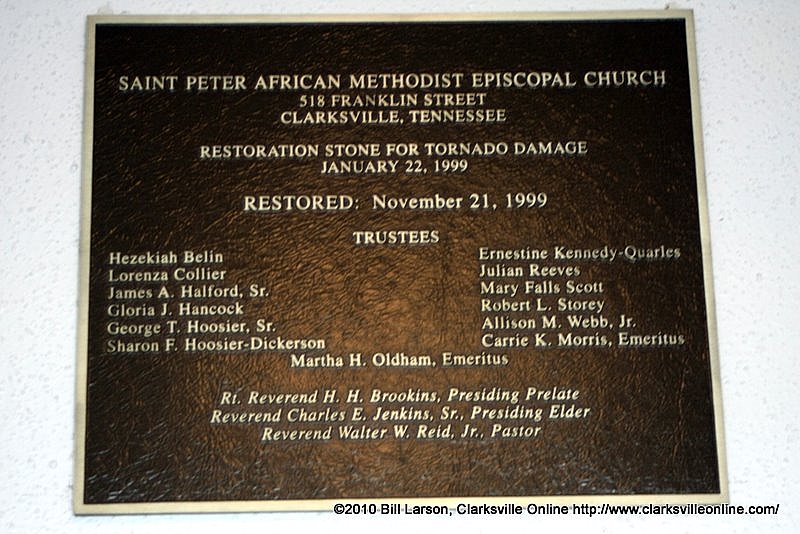 SAINT PETER AFRICAN METHODIST EPISCOPAL CHURCH
518 FRANKLIN STREET
CLARKSVILLE, TENNESSEE
RESTORATION STONE FOR TORNADO DAMAGE
JANUARY 22, 1999
RESTORED: November 21, 1999
TRUSTEES
Hezekiah Belin
Lorenza Collier
James A. Halford, Sr.
Gloria J. Hancock
George T. Hoosier, Sr.
Sharon F. Hoosier-Dickerson
Ernestine Kennedy-Quarles
Julian Reeves
Mary Falls Scott
Robert L. Storey
Allison M. Webb, Jr.
Carrie K. Morris, Emeritus
Martha H. Oldham, Emeritus
Rt. Reverend H. H. Brookins, Presiding Prelate
Reverend Charles E. Jenkins, Sr., Presiding Elder
Reverend Walter W. Reid, Jr., Pastor
©2010 Bill Larson, Clarksville Online http://www.clarksvilleonline.com/